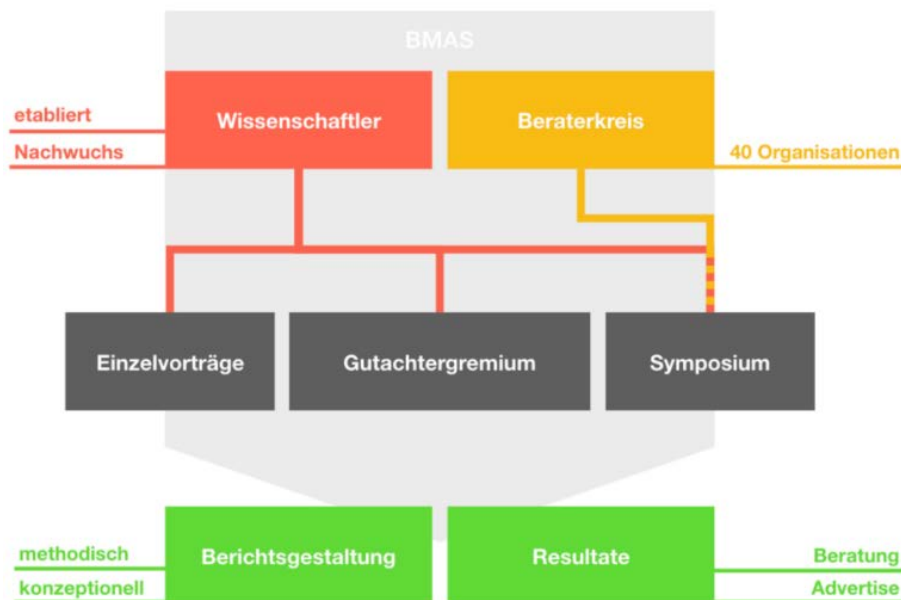 BMAS
etabliert
Nachwuchs
Wissenschaftler
Beraterkreis
40 Organisationen
Einzelvorträge
Gutachtergremium
Symposium
methodisch
konzeptionell
Berichtsgestaltung
Resultate
Beratung
Advertise